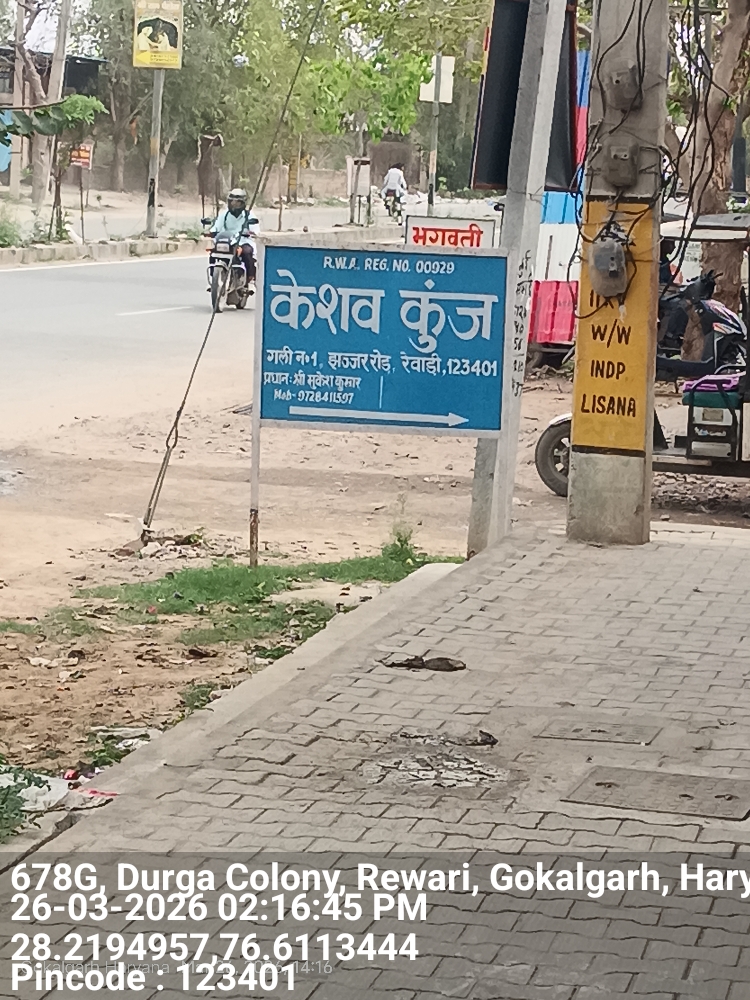 भगवती
R.W.A. REG. NO. 00929
केशव कुंज
गली न॰1, झज्जर रोड, रेवाड़ी,123401
प्रधानः श्री मुकेश कुमार
Mob- 9728411597
11KV
W/W
INDP
LISANA
678G, Durga Colony, Rewari, Gokalgarh, Hary
26-03-2026 02:16:45 PM
28.2194957,76.6113444
Pincode : 123401